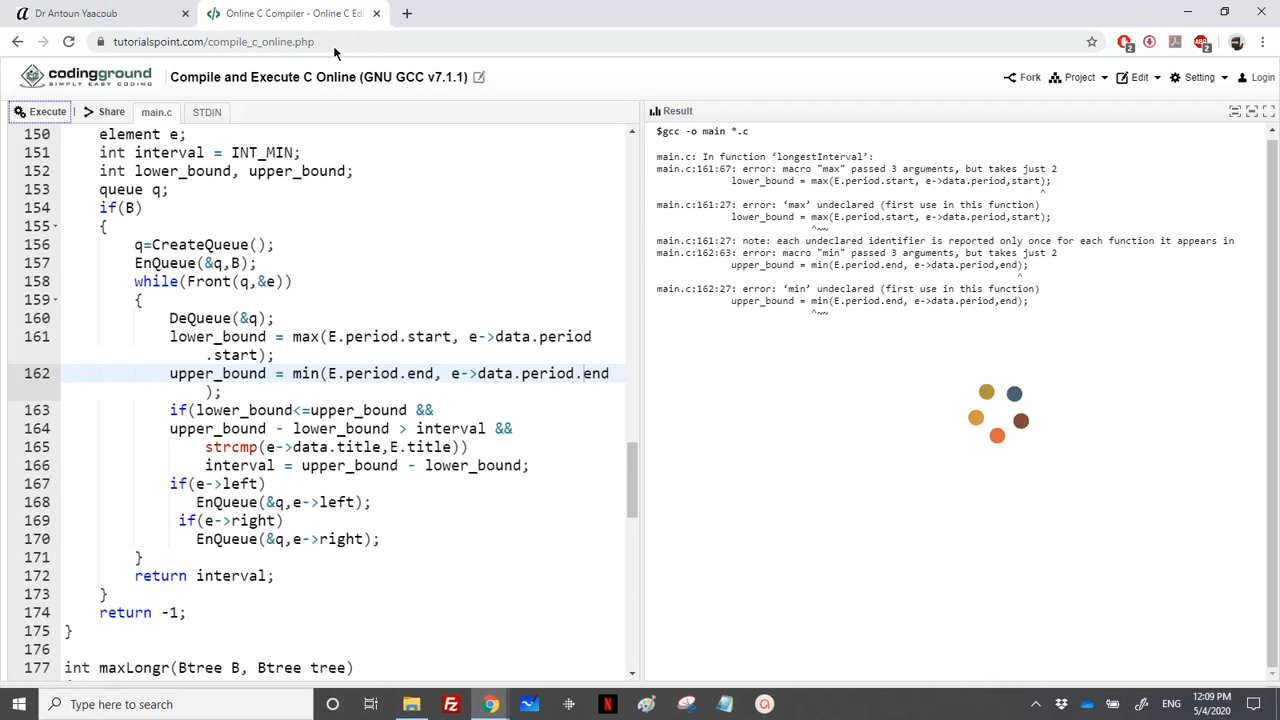 Dr Antoun Yaacoub
Online C Compiler - Online C Edi
tutorialspoint.com/compile_c_online.php
2
2
codingground
SIMPLY EASY CODING
Compile and Execute C Online (GNU GCC v7.1.1)
Fork
Project
Edit
Setting
Login
Execute
Share
main.c
STDIN
150 element e;
151 int interval = INT_MIN;
152 int lower_bound, upper_bound;
153 queue q;
154 if(B)
155 {
156 q=CreateQueue();
157 EnQueue(&q,B);
158 while(Front(q,&e))
159 {
160 DeQueue(&q);
161 lower_bound = max(E.period.start, e->data.period
.start);
162 upper_bound = min(E.period.end, e->data.period.end
);
163 if(lower_bound<=upper_bound &&
164 upper_bound - lower_bound > interval &&
165 strcmp(e->data.title,E.title))
166 interval = upper_bound - lower_bound;
167 if(e->left)
168 EnQueue(&q,e->left);
169 if(e->right)
170 EnQueue(&q,e->right);
171 }
172 return interval;
173 }
174 return -1;
175 }
176
177 int maxLongr(Btree B, Btree tree)
Result
$gcc -o main *.c
main.c: In function ‘longestInterval’:
main.c:161:67: error: macro "max" passed 3 arguments, but takes just 2
lower_bound = max(E.period.start, e->data.period,start);
^
main.c:161:27: error: ‘max’ undeclared (first use in this function)
lower_bound = max(E.period.start, e->data.period,start);
^~~
main.c:161:27: note: each undeclared identifier is reported only once for each function it appears in
main.c:162:63: error: macro "min" passed 3 arguments, but takes just 2
upper_bound = min(E.period.end, e->data.period,end);
^
main.c:162:27: error: ‘min’ undeclared (first use in this function)
upper_bound = min(E.period.end, e->data.period,end);
^~~
Type here to search
ENG
12:09 PM
5/4/2020